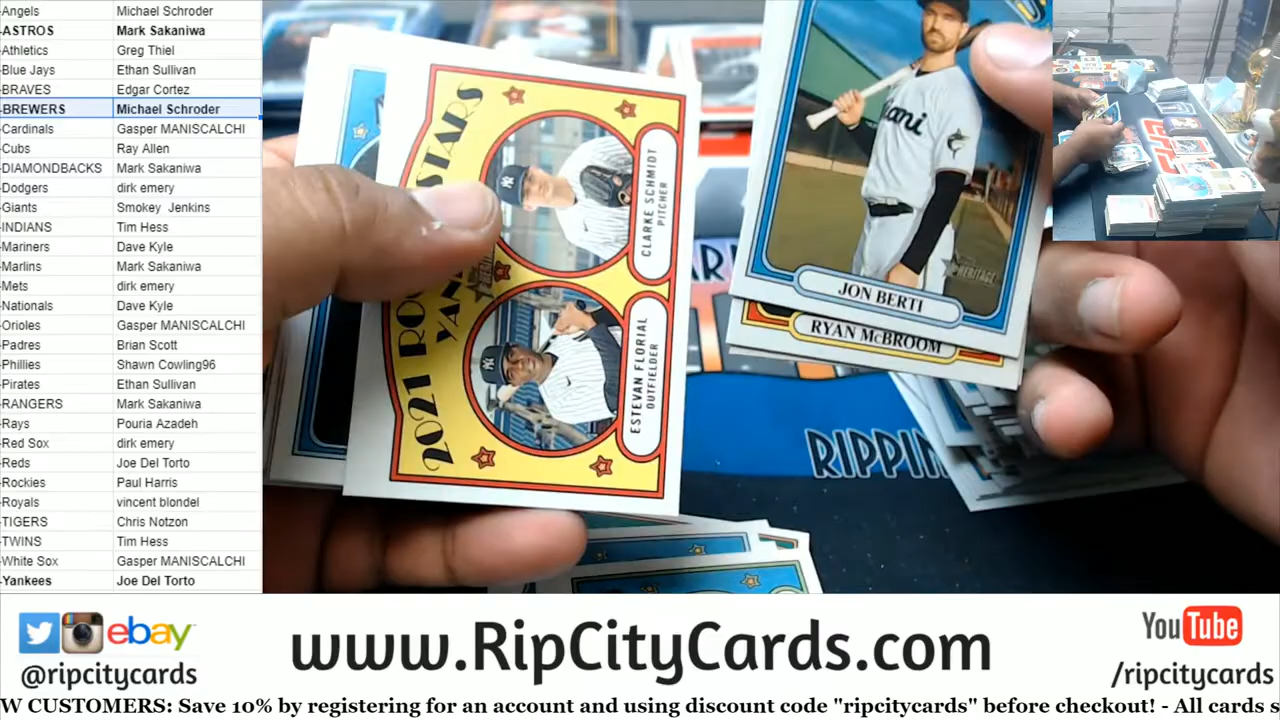 -Angels Michael Schroder
-ASTROS Mark Sakaniwa
-Athletics Greg Thiel
-Blue Jays Ethan Sullivan
-BRAVES Edgar Cortez
-BREWERS Michael Schroder
-Cardinals Gasper MANISCALCHI
-Cubs Ray Allen
-DIAMONDBACKS Mark Sakaniwa
-Dodgers dirk emery
-Giants Smokey Jenkins
-INDIANS Tim Hess
-Mariners Dave Kyle
-Marlins Mark Sakaniwa
-Mets dirk emery
-Nationals Dave Kyle
-Orioles Gasper MANISCALCHI
-Padres Brian Scott
-Phillies Shawn Cowling96
-Pirates Ethan Sullivan
-RANGERS Mark Sakaniwa
-Rays Pouria Azadeh
-Red Sox dirk emery
-Reds Joe Del Torto
-Rockies Paul Harris
-Royals vincent blondel
-TIGERS Chris Notzon
-TWINS Tim Hess
-White Sox Gasper MANISCALCHI
-Yankees Joe Del Torto
2021 RO
STARS
YAN
CLARKE SCHMIDT
PITCHER
ESTEVAN FLORIAL
OUTFIELDER
HERITAGE
JON BERTI
RYAN McBROOM
RIPPIN
ebay
@ripcitycards
www.RipCityCards.com
YouTube
/ripcitycards
W CUSTOMERS: Save 10% by registering for an account and using discount code "ripcitycards" before checkout! - All cards s